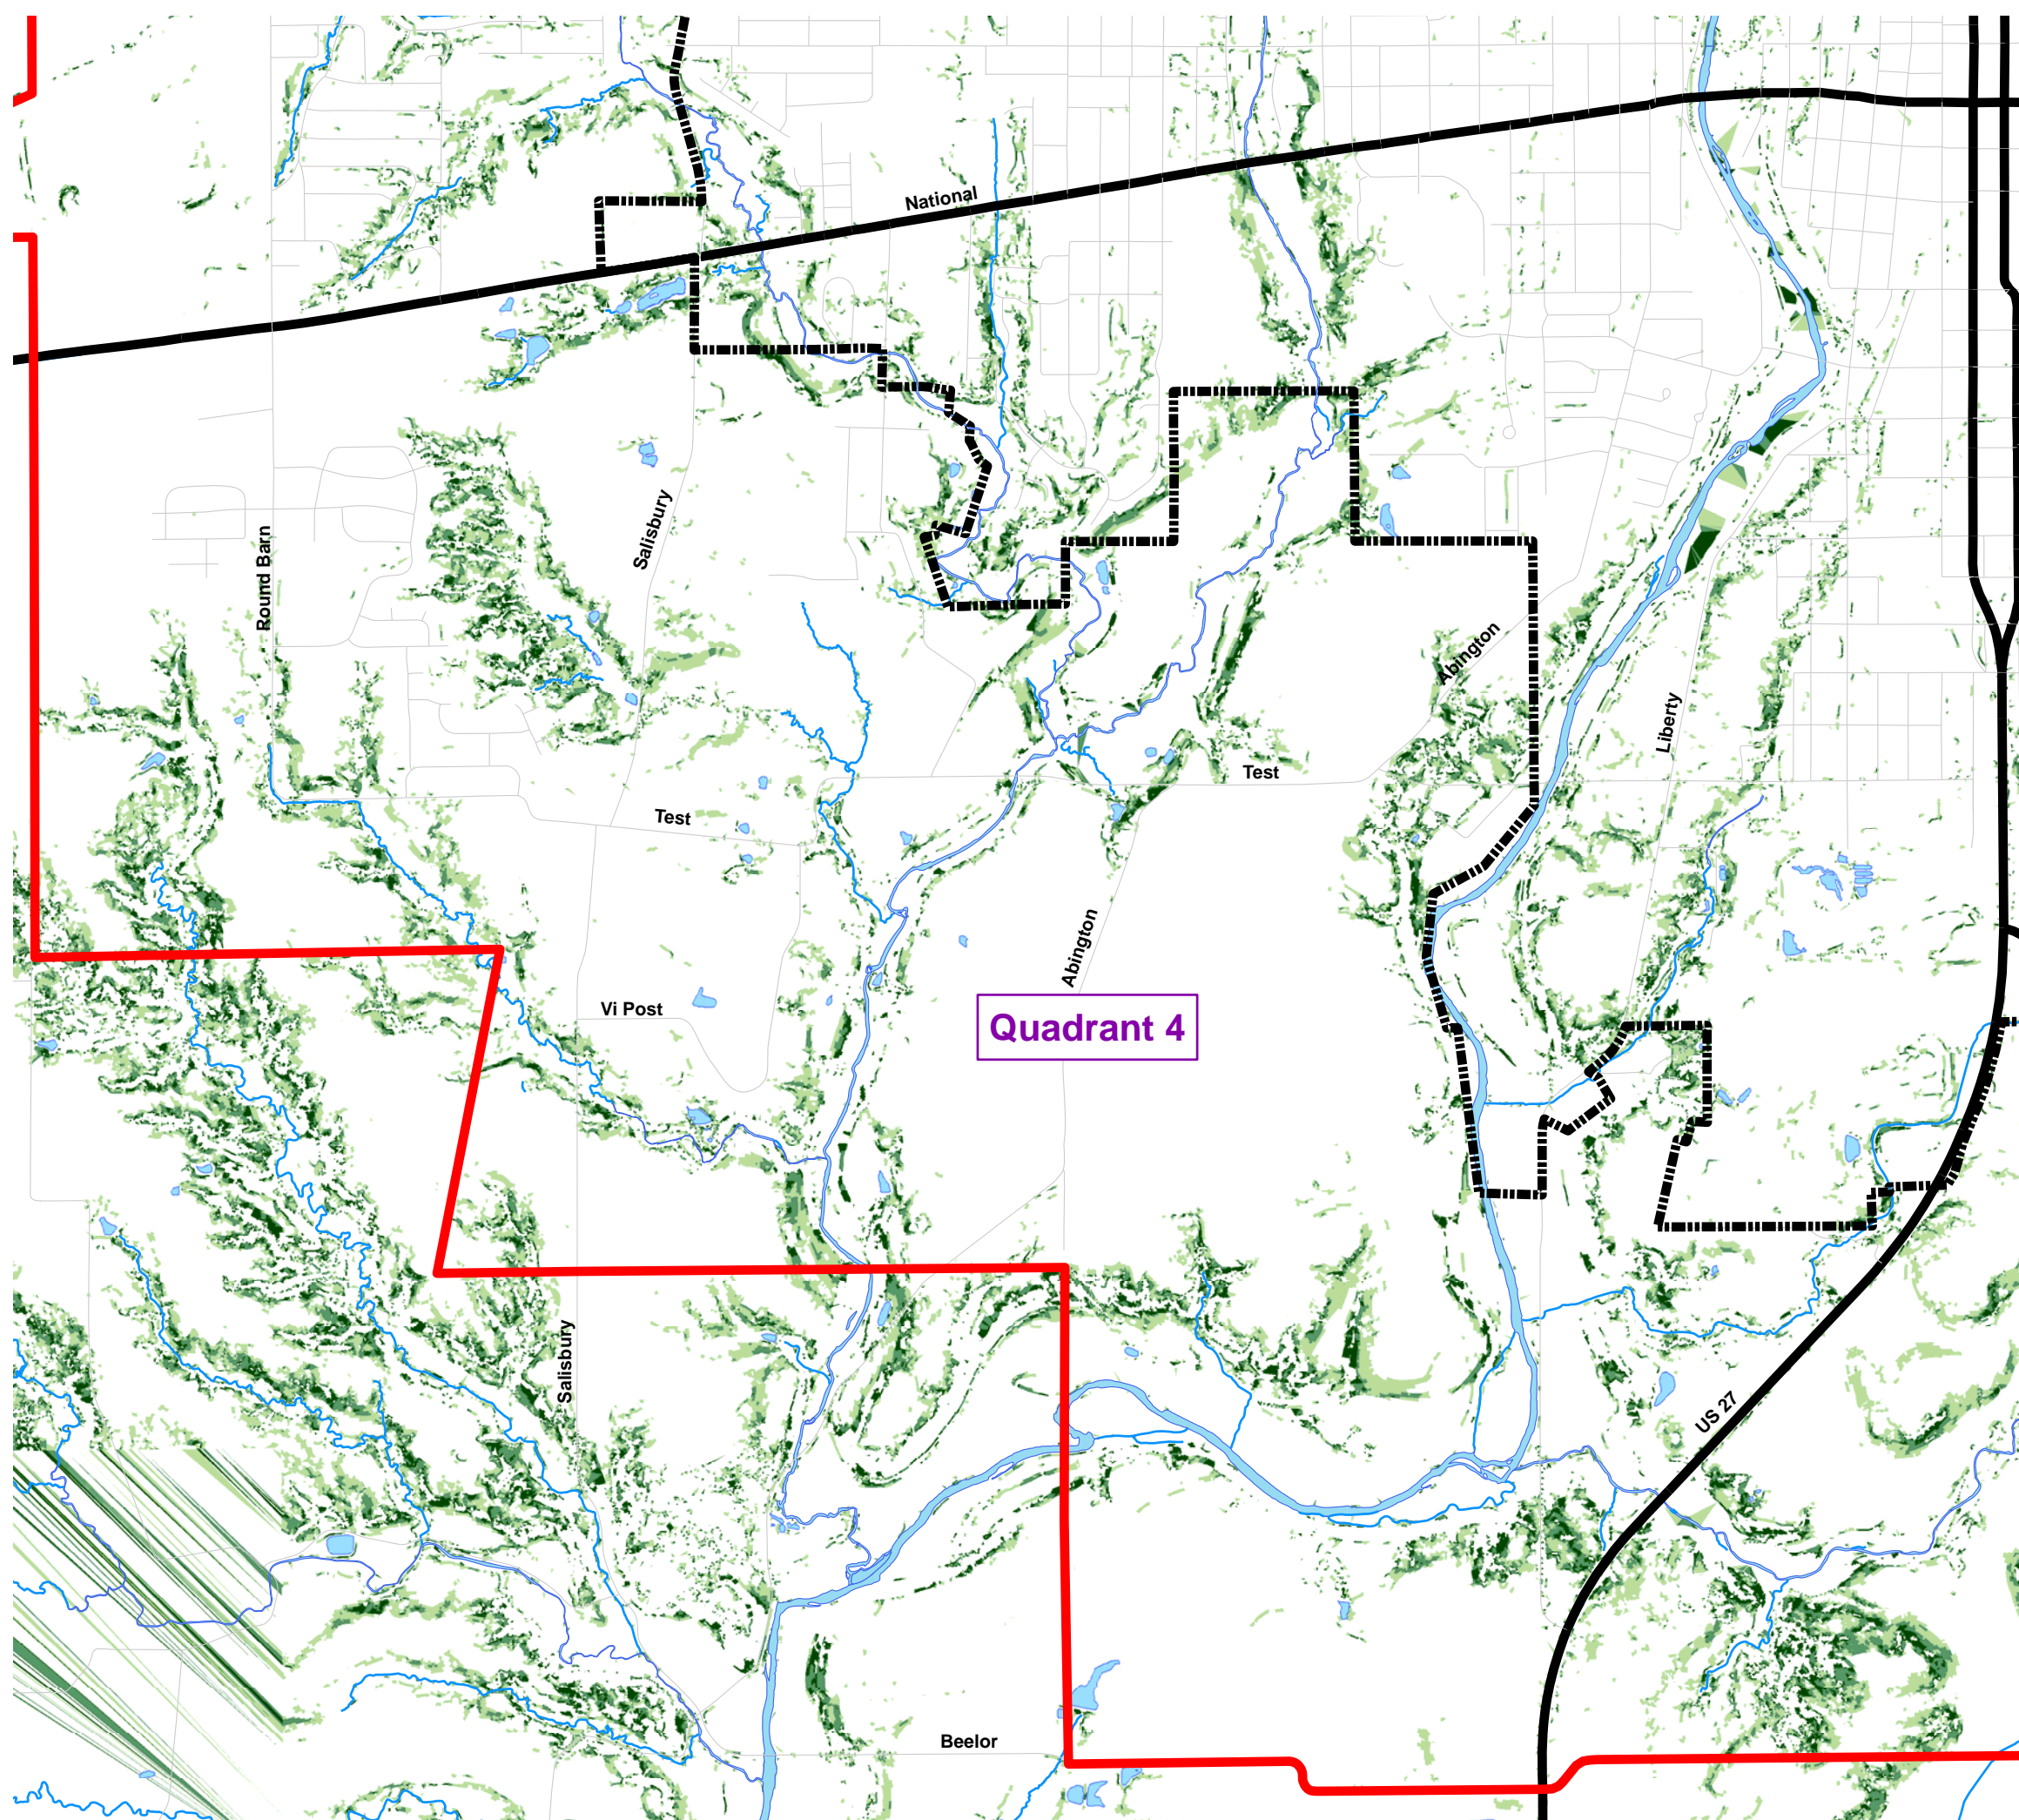 National
Salisbury
Round Barn
Abington
Liberty
Test
Test
Abington
Vi Post
Quadrant 4
Salisbury
US 27
Beelor